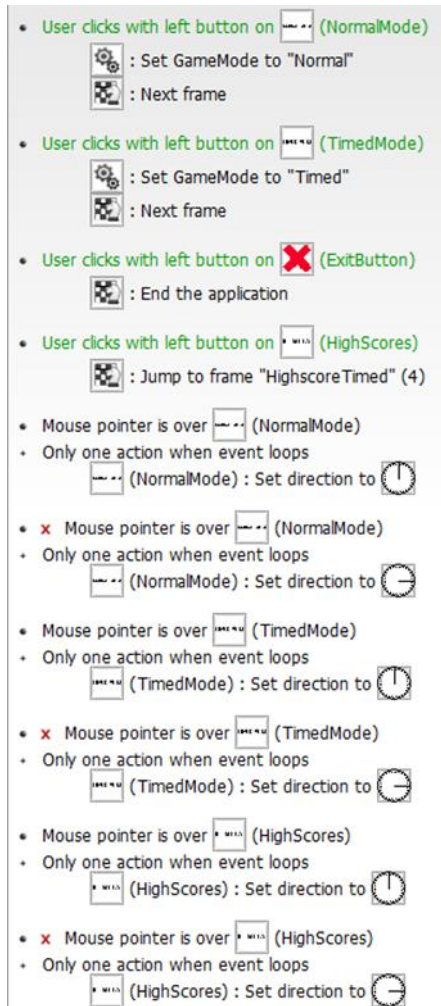 User clicks with left button on (NormalMode)
: Set GameMode to "Normal"
: Next frame
User clicks with left button on (TimedMode)
: Set GameMode to "Timed"
: Next frame
User clicks with left button on (ExitButton)
: End the application
User clicks with left button on (HighScores)
: Jump to frame "HighscoreTimed" (4)
Mouse pointer is over (NormalMode)
Only one action when event loops
(NormalMode) : Set direction to
x Mouse pointer is over (NormalMode)
Only one action when event loops
(NormalMode) : Set direction to
Mouse pointer is over (TimedMode)
Only one action when event loops
(TimedMode) : Set direction to
x Mouse pointer is over (TimedMode)
Only one action when event loops
(TimedMode) : Set direction to
Mouse pointer is over (HighScores)
Only one action when event loops
(HighScores) : Set direction to
x Mouse pointer is over (HighScores)
Only one action when event loops
(HighScores) : Set direction to